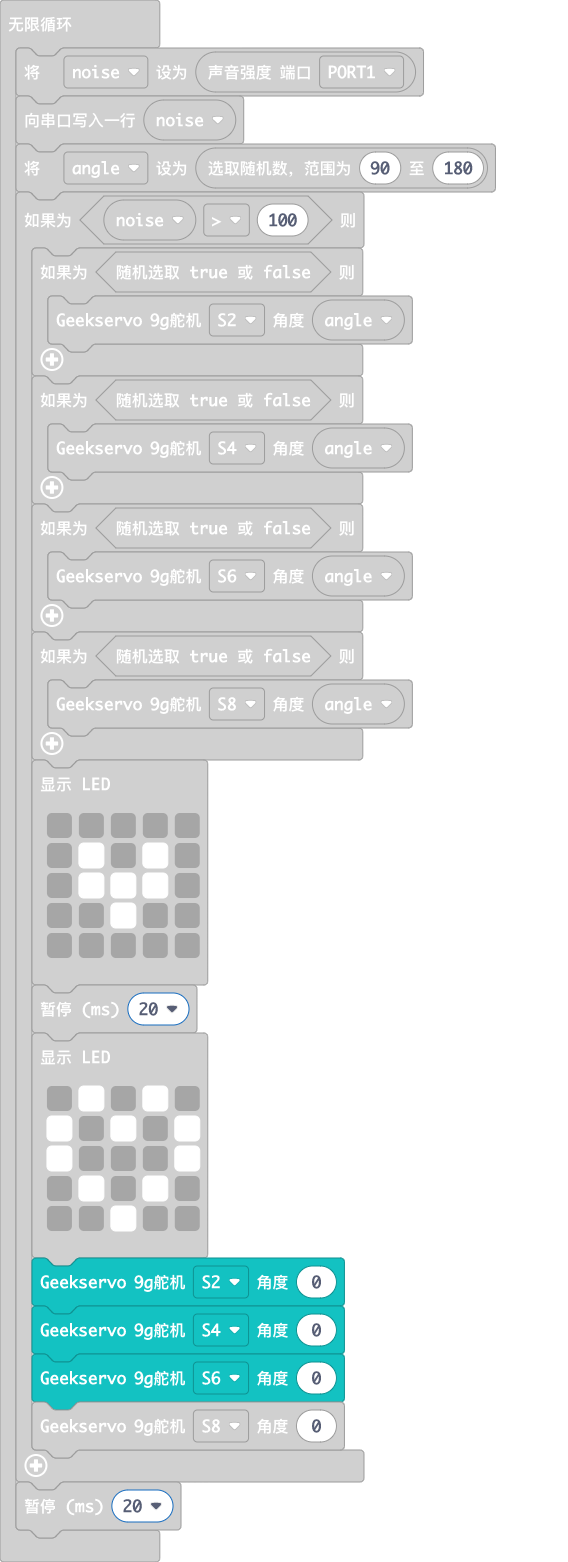 无限循环
将 noise 设为 声音强度 端口 PORT1
向串口写入一行 noise
将 angle 设为 选取随机数，范围为 90 至 180
如果为 noise > 100 则
如果为 随机选取 true 或 false 则
Geekservo 9g舵机 S2 角度 angle
如果为 随机选取 true 或 false 则
Geekservo 9g舵机 S4 角度 angle
如果为 随机选取 true 或 false 则
Geekservo 9g舵机 S6 角度 angle
如果为 随机选取 true 或 false 则
Geekservo 9g舵机 S8 角度 angle
显示 LED
暂停 (ms) 20
显示 LED
Geekservo 9g舵机 S2 角度 0
Geekservo 9g舵机 S4 角度 0
Geekservo 9g舵机 S6 角度 0
Geekservo 9g舵机 S8 角度 0
暂停 (ms) 20